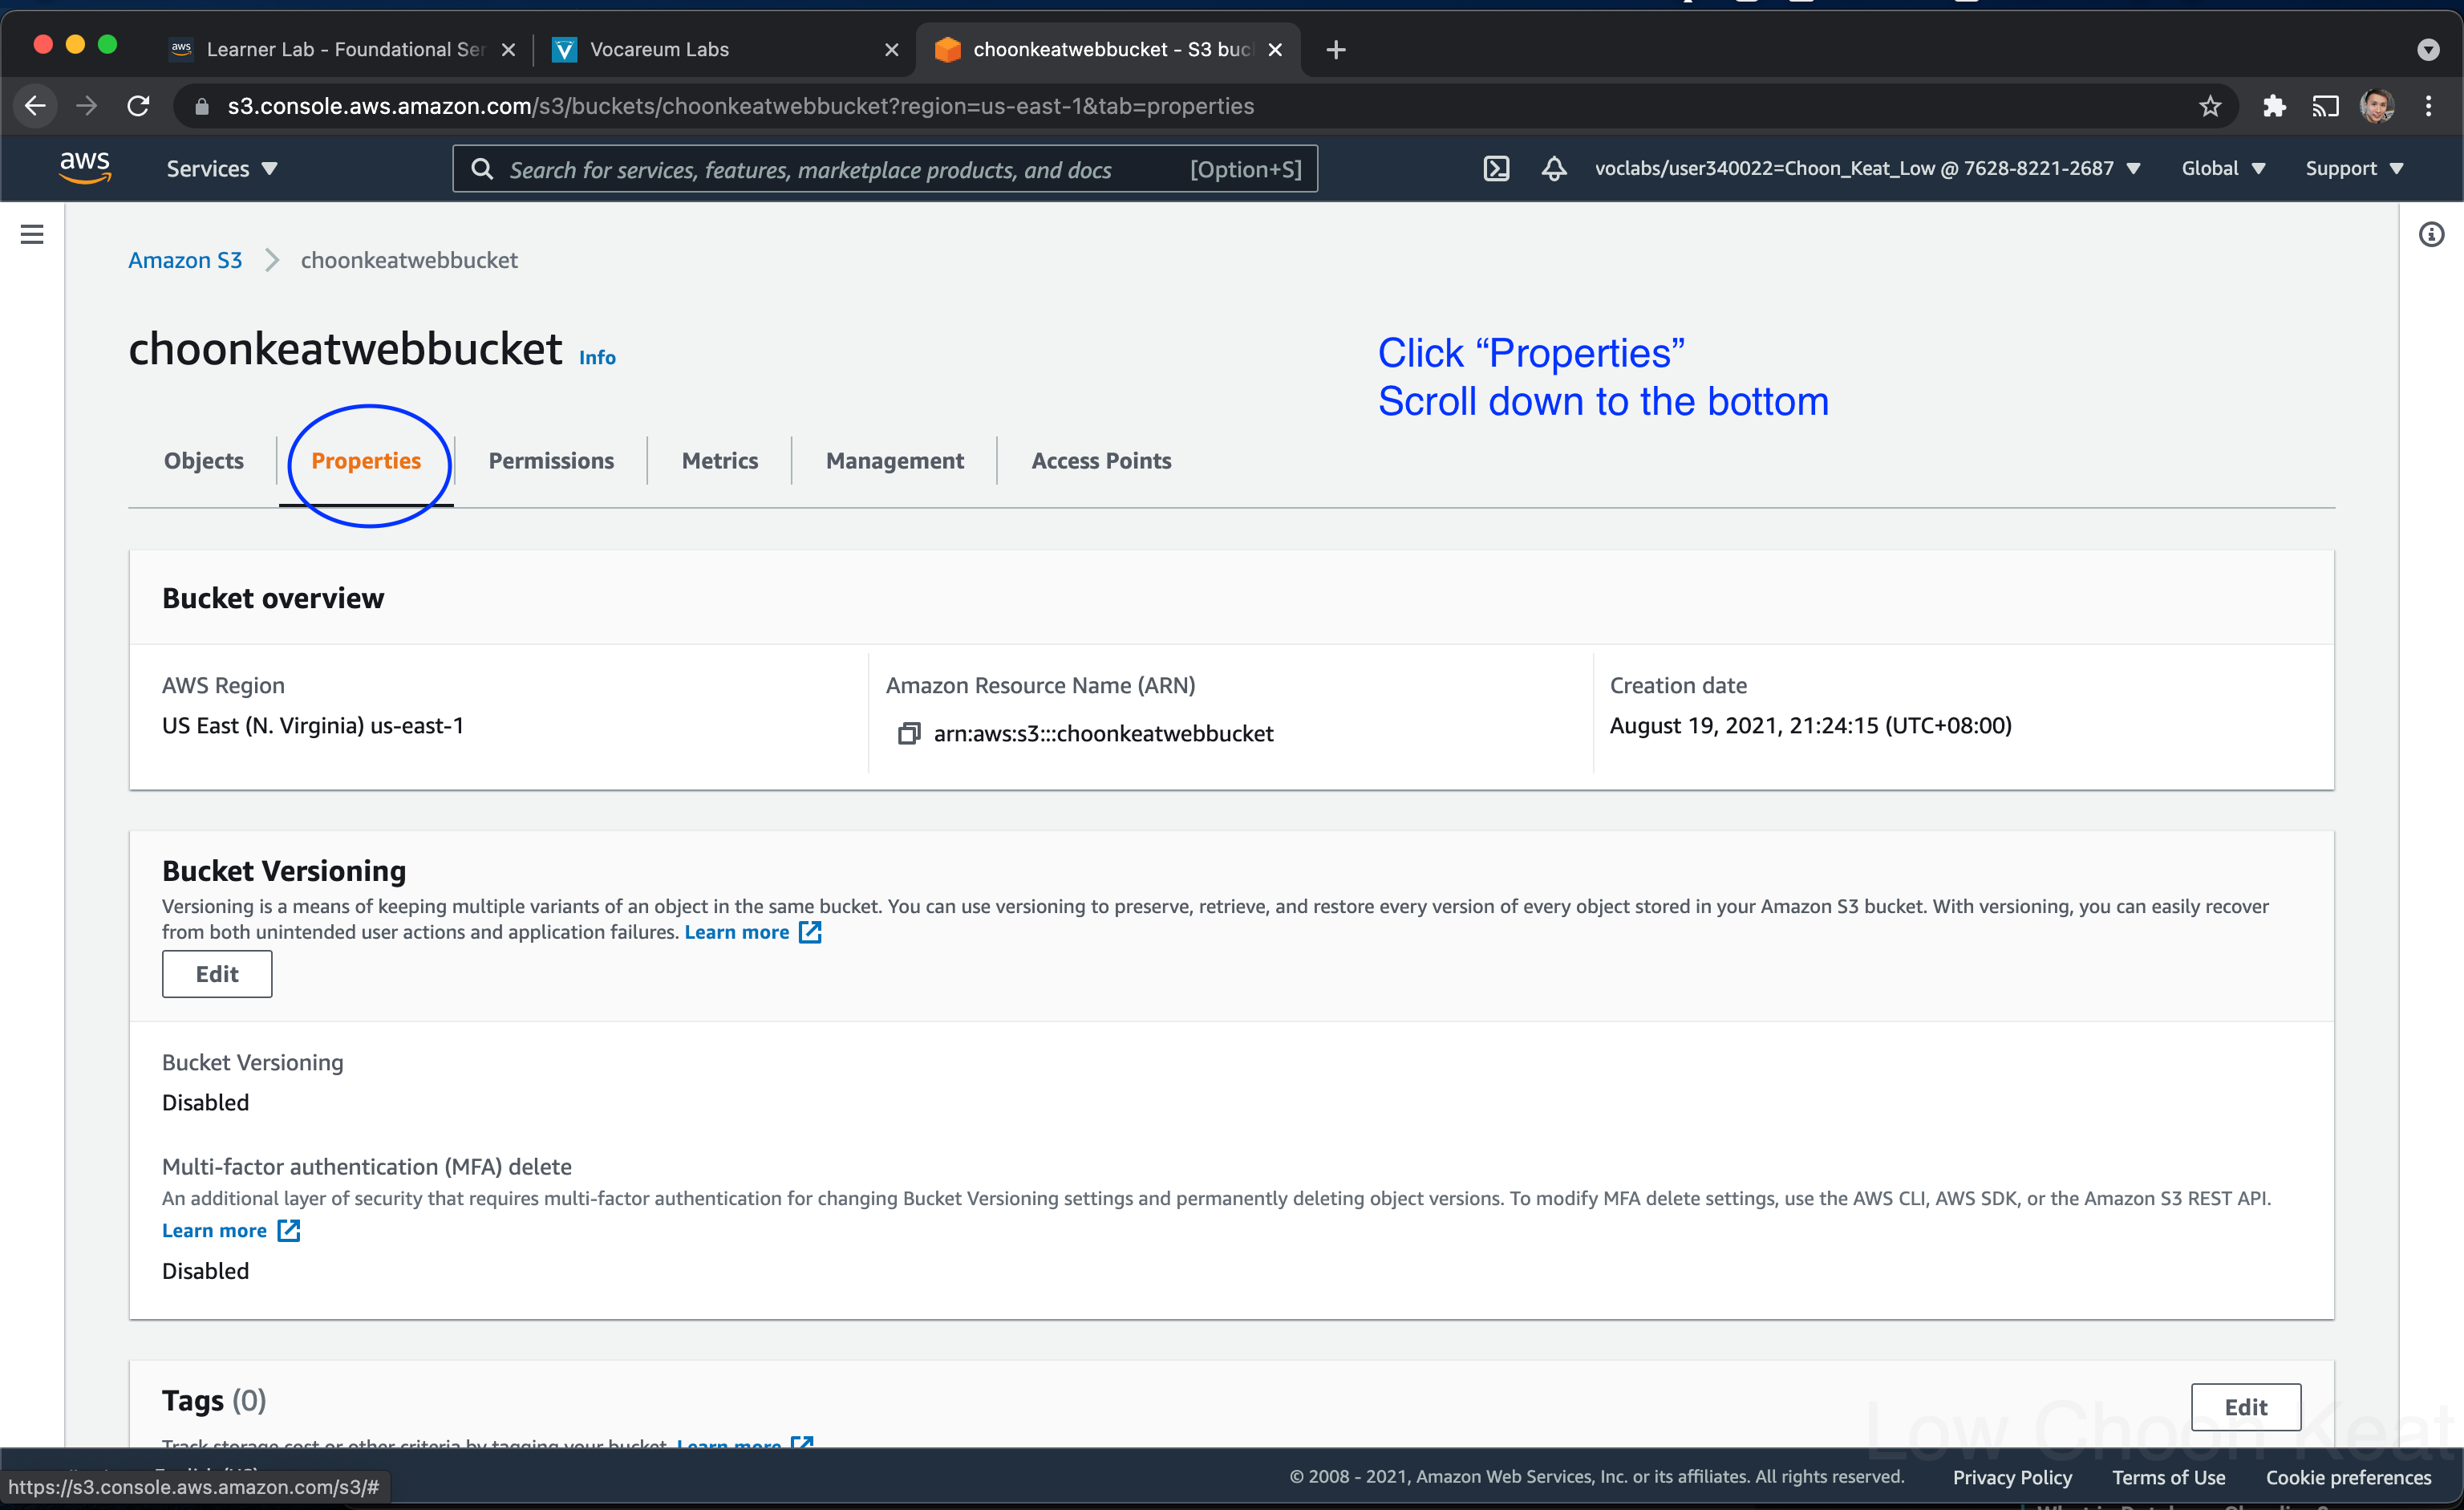 aws Learner Lab - Foundational Ser
Vocareum Labs
choonkeatwebbucket - S3 buc
s3.console.aws.amazon.com/s3/buckets/choonkeatwebbucket?region=us-east-1&tab=properties
aws Services Search for services, features, marketplace products, and docs [Option+S] voclabs/user340022=Choon_Keat_Low @ 7628-8221-2687 Global Support
Amazon S3 choonkeatwebbucket
choonkeatwebbucket Info
Click “Properties”
Scroll down to the bottom
Objects Properties Permissions Metrics Management Access Points
Bucket overview
AWS Region
US East (N. Virginia) us-east-1
Amazon Resource Name (ARN)
arn:aws:s3:::choonkeatwebbucket
Creation date
August 19, 2021, 21:24:15 (UTC+08:00)
Bucket Versioning
Versioning is a means of keeping multiple variants of an object in the same bucket. You can use versioning to preserve, retrieve, and restore every version of every object stored in your Amazon S3 bucket. With versioning, you can easily recover
from both unintended user actions and application failures. Learn more
Edit
Bucket Versioning
Disabled
Multi-factor authentication (MFA) delete
An additional layer of security that requires multi-factor authentication for changing Bucket Versioning settings and permanently deleting object versions. To modify MFA delete settings, use the AWS CLI, AWS SDK, or the Amazon S3 REST API.
Learn more
Disabled
Tags (0)
Edit
Track storage cost or other criteria by tagging your bucket. Learn more
Low Choon Keat
https://s3.console.aws.amazon.com/s3/#
© 2008 - 2021, Amazon Web Services, Inc. or its affiliates. All rights reserved. Privacy Policy Terms of Use Cookie preferences